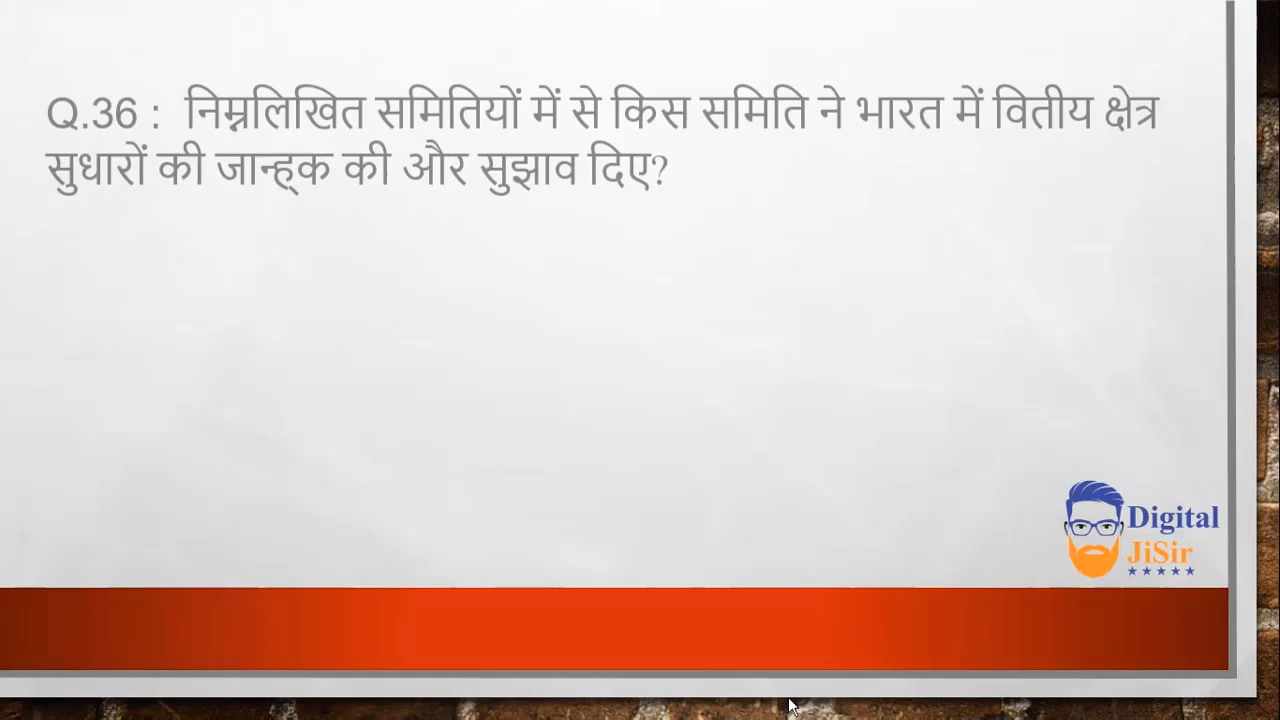 Q.36 : निम्नलिखित समितियों में से किस समिति ने भारत में वितीय क्षेत्र
सुधारों की जान्ह्क की और सुझाव दिए?
Digital
JiSir